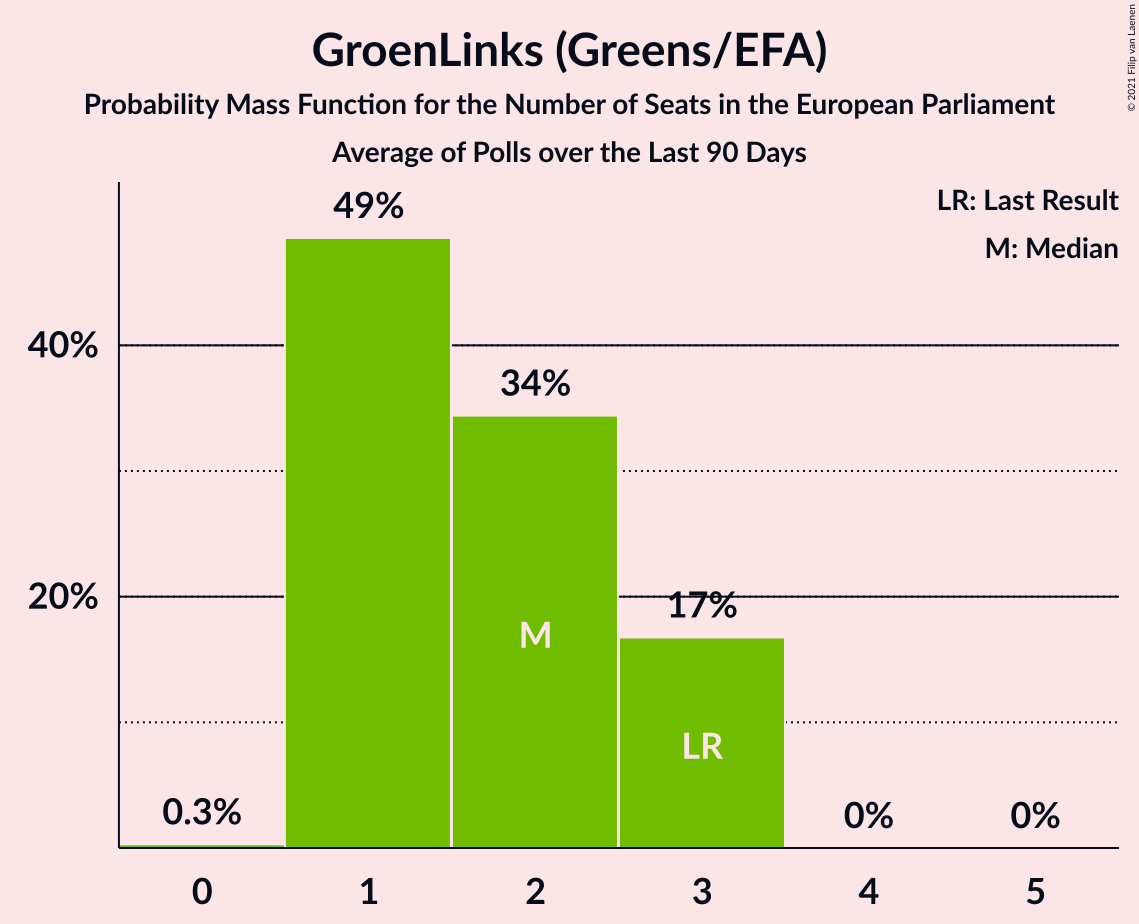 GroenLinks (Greens/EFA)
Probability Mass Function for the Number of Seats in the European Parliament
Average of Polls over the Last 90 Days
© 2021 Filip van Laenen
LR: Last Result
M: Median
49%
40%
34%
20%
17%
M
LR
0.3%
0%
0%
0 1 2 3 4 5